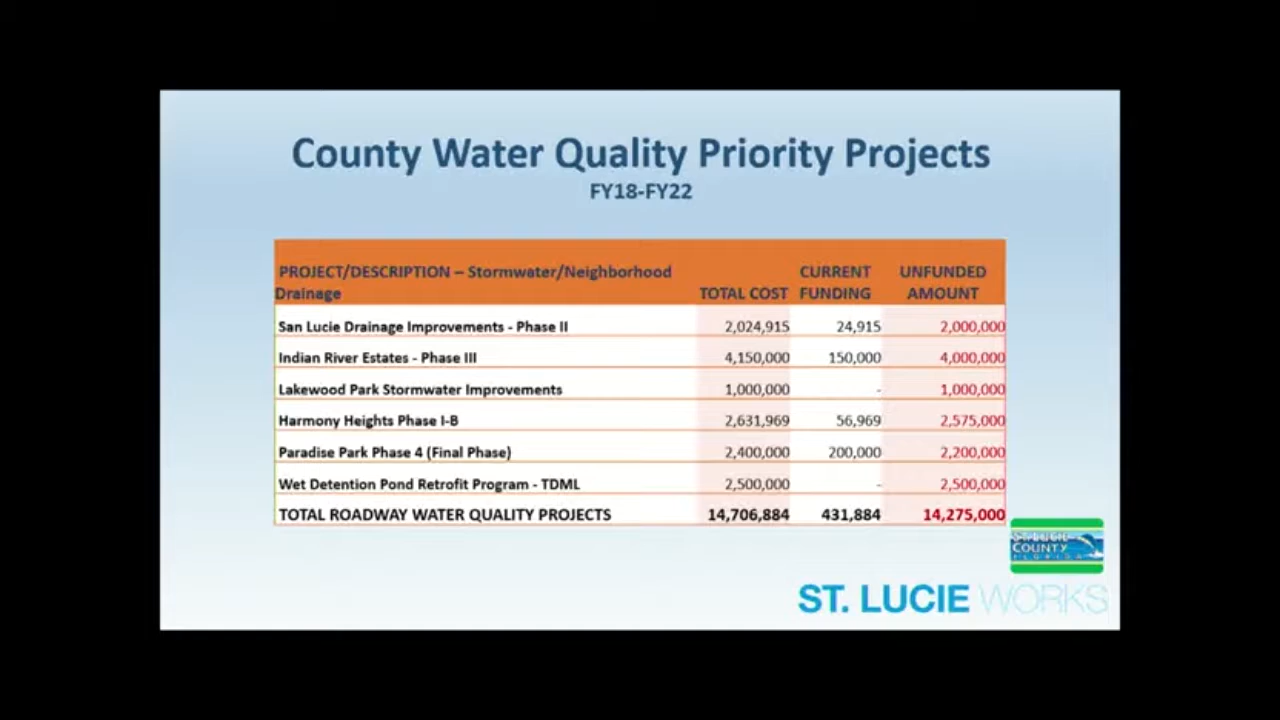 County Water Quality Priority Projects
FY18-FY22
PROJECT/DESCRIPTION – Stormwater/Neighborhood Drainage TOTAL COST CURRENT FUNDING UNFUNDED AMOUNT
San Lucie Drainage Improvements - Phase II 2,024,915 24,915 2,000,000
Indian River Estates - Phase III 4,150,000 150,000 4,000,000
Lakewood Park Stormwater Improvements 1,000,000 - 1,000,000
Harmony Heights Phase I-B 2,631,969 56,969 2,575,000
Paradise Park Phase 4 (Final Phase) 2,400,000 200,000 2,200,000
Wet Detention Pond Retrofit Program - TDML 2,500,000 - 2,500,000
TOTAL ROADWAY WATER QUALITY PROJECTS 14,706,884 431,884 14,275,000
ST. LUCIE
COUNTY
FLORIDA
ST. LUCIE WORKS